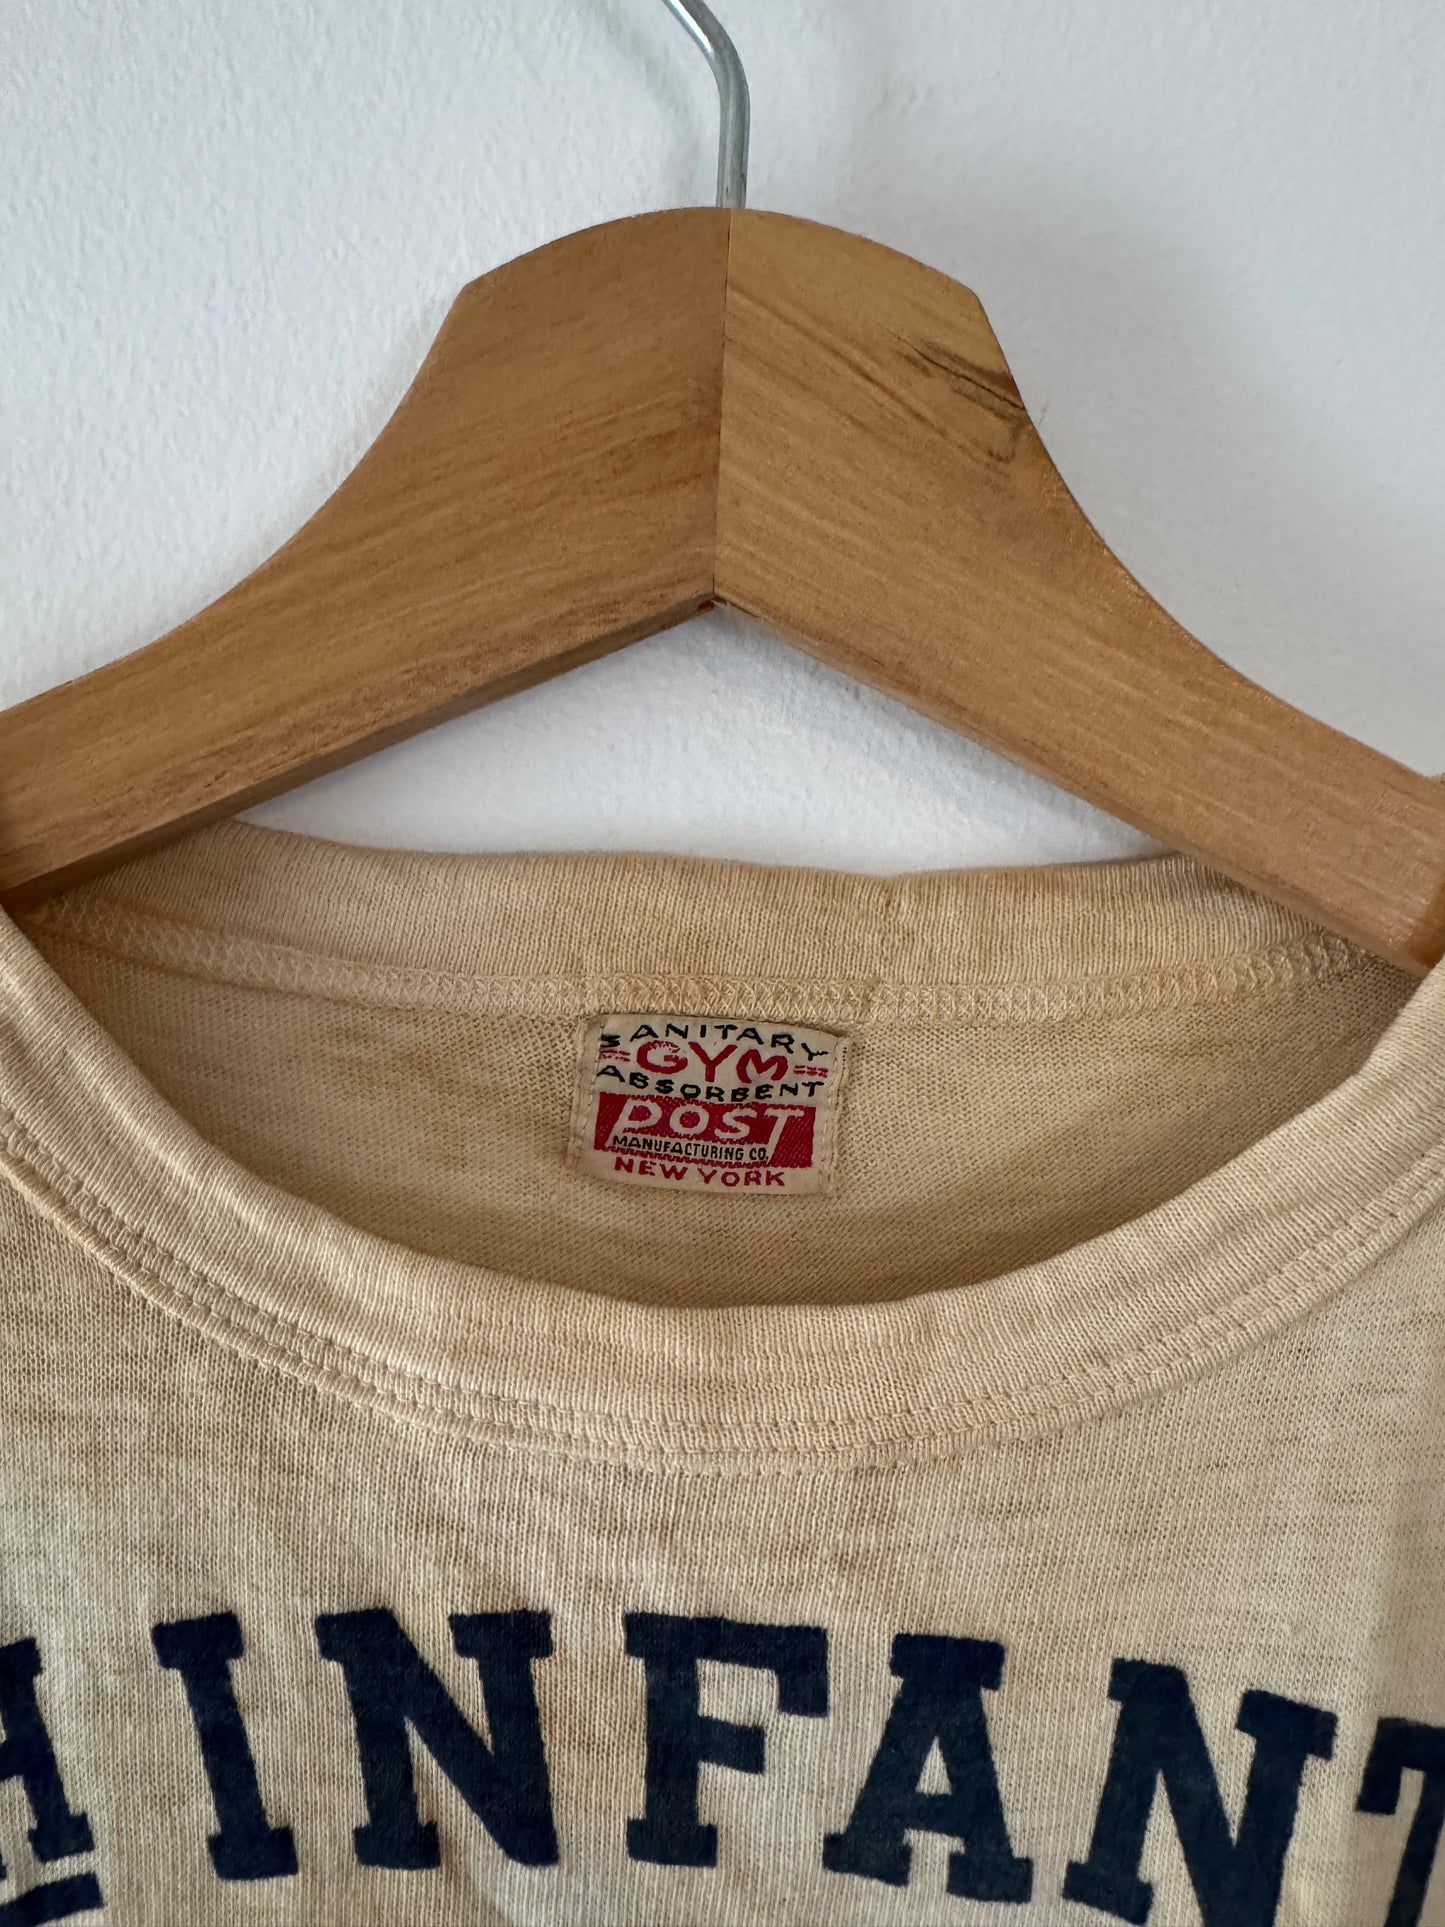 SANITARY
GYM
ABSORBENT
POST
MANUFACTURING CO.
NEW YORK
INFANT